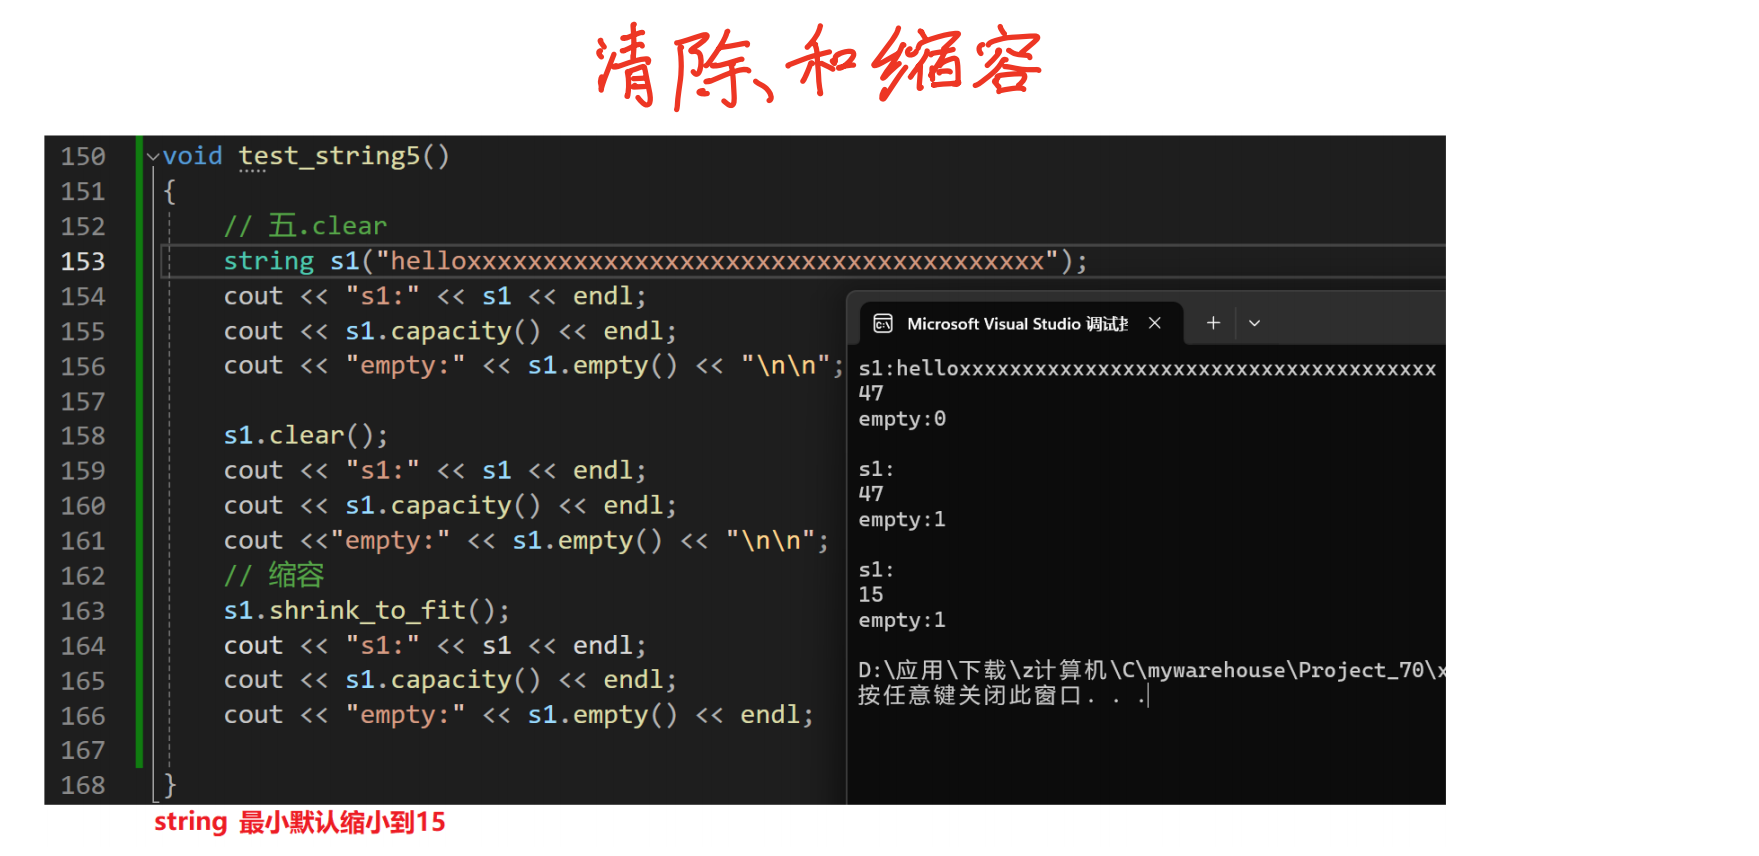 清除、和缩容
150 void test_string5()
151 {
152 // 五.clear
153 string s1("helloxxxxxxxxxxxxxxxxxxxxxxxxxxxxxxxxxxxxxx");
154 cout << "s1:" << s1 << endl;
155 cout << s1.capacity() << endl;
156 cout << "empty:" << s1.empty() << "\n\n";
157
158 s1.clear();
159 cout << "s1:" << s1 << endl;
160 cout << s1.capacity() << endl;
161 cout <<"empty:" << s1.empty() << "\n\n";
162 // 缩容
163 s1.shrink_to_fit();
164 cout << "s1:" << s1 << endl;
165 cout << s1.capacity() << endl;
166 cout << "empty:" << s1.empty() << endl;
167
168 }
Microsoft Visual Studio 调试控
s1:helloxxxxxxxxxxxxxxxxxxxxxxxxxxxxxxxxxxxxxx
47
empty:0
s1:
47
empty:1
s1:
15
empty:1
D:\应用\下载\z计算机\C\mywarehouse\Project_70\x
按任意键关闭此窗口. . .
string 最小默认缩小到15